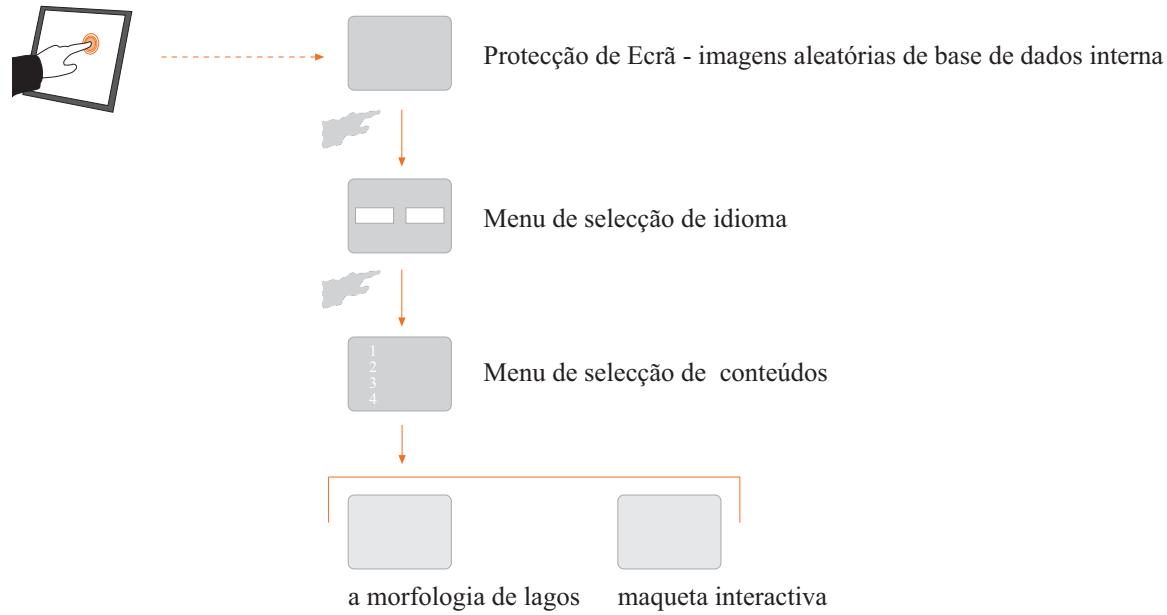 Protecção de Ecrã - imagens aleatórias de base de dados interna
Menu de selecção de idioma
1
2
3
4
Menu de selecção de  conteúdos
a morfologia de lagos
maqueta interactiva